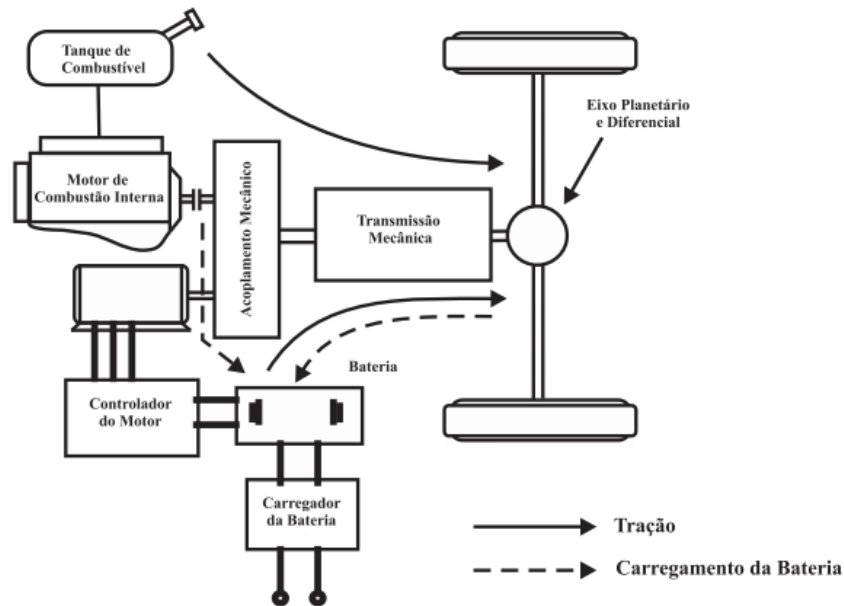 Tanque de
Combustível
Eixo Planetário
e Diferencial
Motor de
Combustão Interna
Acoplamento Mecânico
Transmissão
Mecânica
Bateria
Controlador
do Motor
Carregador
da Bateria
Tração
Carregamento da Bateria